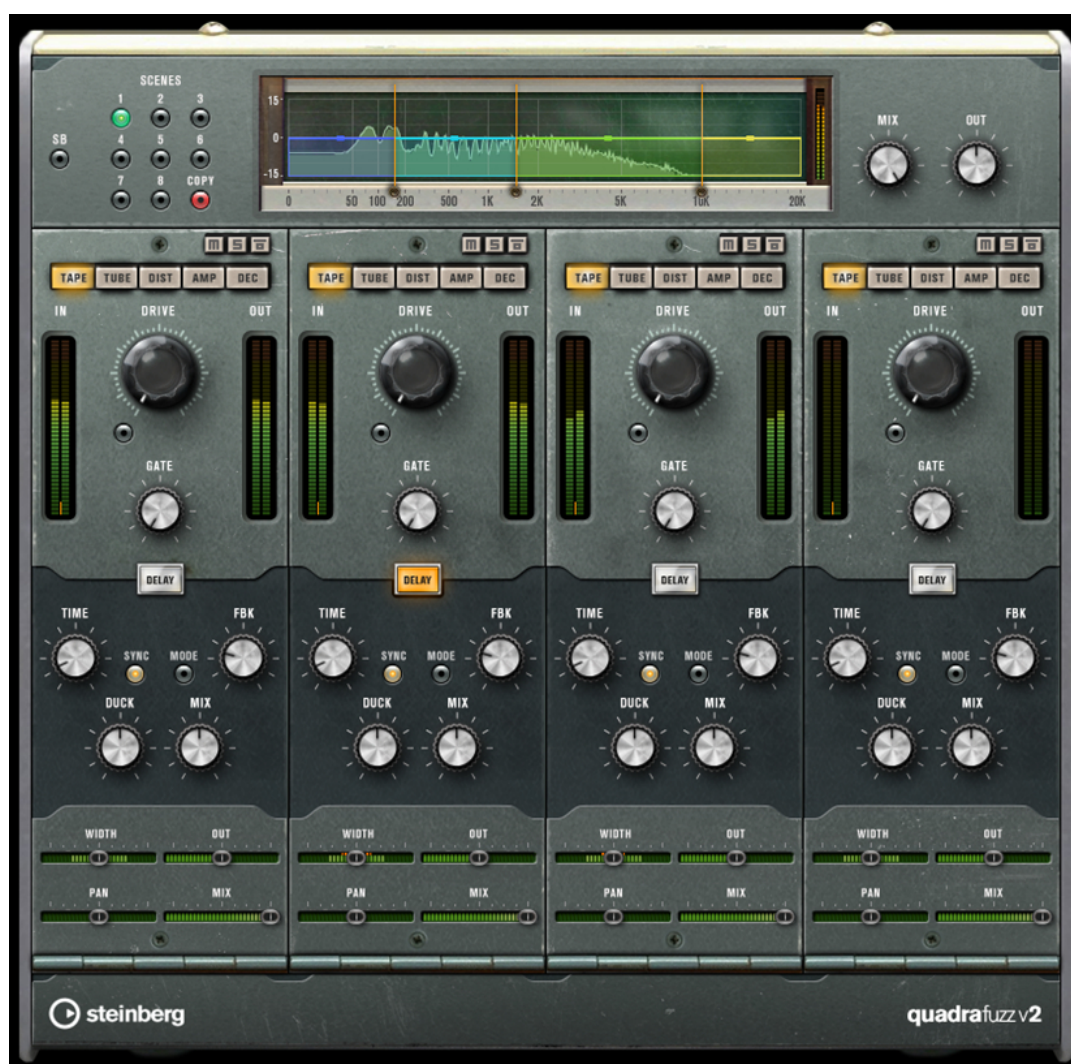 SCENES
1 2 3
SB
4 5 6
7 8 COPY
15
0
-15
0 50 100 200 500 1K 2K 5K 10K 20K
MIX OUT
M S M S M S M S
TAPE TUBE DIST AMP DEC TAPE TUBE DIST AMP DEC TAPE TUBE DIST AMP DEC TAPE TUBE DIST AMP DEC
IN DRIVE OUT IN DRIVE OUT IN DRIVE OUT IN DRIVE OUT
GATE GATE GATE GATE
DELAY DELAY DELAY DELAY
TIME FBK TIME FBK TIME FBK TIME FBK
SYNC MODE SYNC MODE SYNC MODE SYNC MODE
DUCK MIX DUCK MIX DUCK MIX DUCK MIX
WIDTH OUT WIDTH OUT WIDTH OUT WIDTH OUT
PAN MIX PAN MIX PAN MIX PAN MIX
steinberg quadrafuzz v2